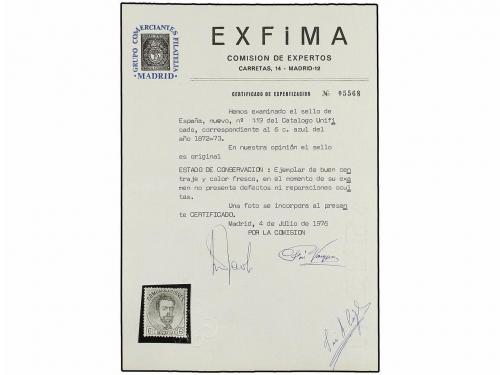 GRUPO COMERCIANTES FILATELIA
· MADRID ·
EXFiMA
COMISION DE EXPERTOS
CARRETAS, 14 - MADRID-12
CERTIFICADO DE EXPERTIZACION Nº 05568
Hemos examinado el sello de
España, nuevo, nº 119 del Catalogo Unifi
cado, correspondiente al 6 c. azul del
año 1872-73.
En nuestra opinión el sello
es original
ESTADO DE CONSERVACION : Ejemplar de buen cen
traje y color fresco, en el momento de su exa
men no presenta defectos ni reparaciones ocul
tas.
Una foto se incorpora al presen
te CERTIFICADO.
Madrid, 4 de Julio de 1976
POR LA COMISION
COMUNICACIONES